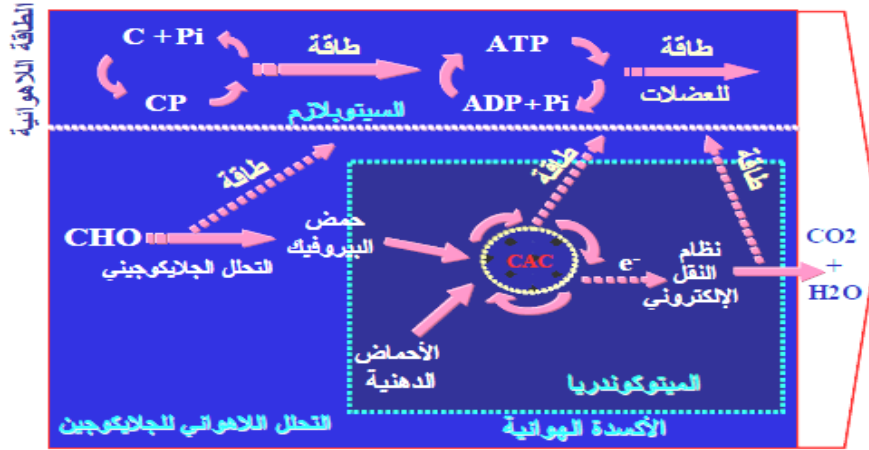 الطاقة اللاهوائية
C +Pi
CP
طاقة
السيتوبلازم
ATP
ADP+Pi
طاقة
للعضلات
طاقة
طاقة
طاقة
CHO
التحلل الجلايكوجيني
حمض
البيروفيك
CAC
e-
نظام
النقل
الإلكتروني
CO2
+
H2O
الأحماض
الدهنية
الميتوكوندريا
التحلل اللاهوائي للجلايكوجين
الأكسدة الهوائية